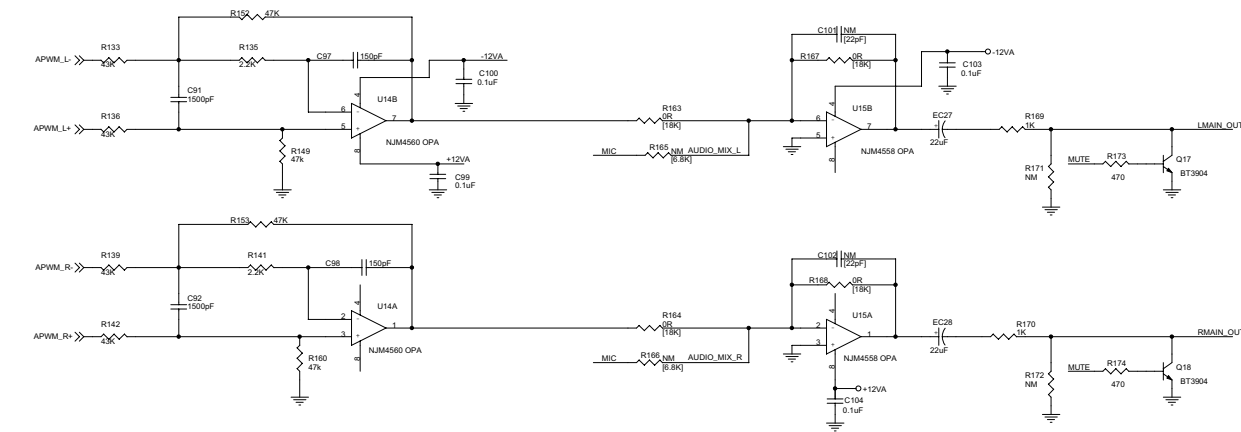 R152 47K
R133
43K
APWM_L-
R135
2.2K
C97 150pF
C91
1500pF
U14B
4
6
5
7
8
-
+
NJM4560 OPA
-12VA
C100
0.1uF
R136
43K
APWM_L+
R149
47k
+12VA
C99
0.1uF
R163
0R
[18K]
MIC
R165 NM AUDIO_MIX_L
[6.8K]
C101 NM
[22pF]
R167 0R
[18K]
U15B
4
6
5
7
8
-
+
NJM4558 OPA
-12VA
C103
0.1uF
EC27
+
22uF
R169
1K
LMAIN_OUT
R171
NM
MUTE R173
470
Q17
BT3904
R153 47K
R139
43K
APWM_R-
R141
2.2K
C98 150pF
C92
1500pF
U14A
4
2
3
1
8
-
+
NJM4560 OPA
R142
43K
APWM_R+
R160
47k
R164
0R
[18K]
MIC
R166 NM AUDIO_MIX_R
[6.8K]
C102 NM
[22pF]
R168 0R
[18K]
U15A
4
2
3
1
8
-
+
NJM4558 OPA
+12VA
C104
0.1uF
EC28
+
22uF
R170
1K
RMAIN_OUT
R172
NM
MUTE R174
470
Q18
BT3904